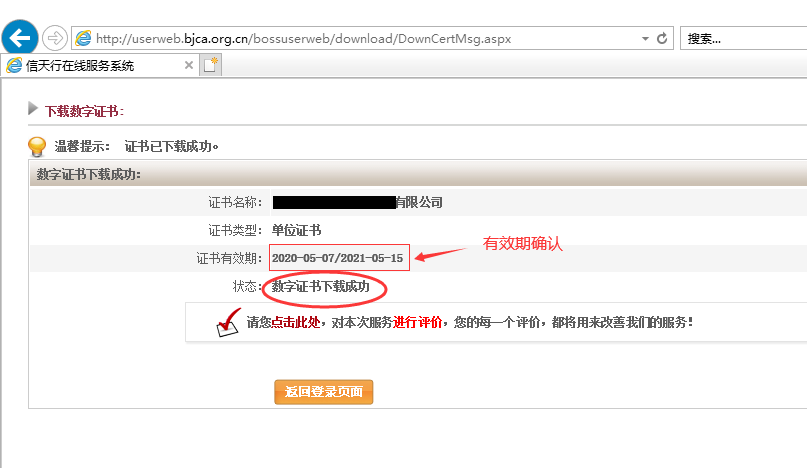 http://userweb.bjca.org.cn/bossuserweb/download/DownCertMsg.aspx
搜索...
信天行在线服务系统
下载数字证书：
温馨提示： 证书已下载成功。
数字证书下载成功：
证书名称： 有限公司
证书类型： 单位证书
证书有效期： 2020-05-07/2021-05-15
有效期确认
状态： 数字证书下载成功
请您点击此处，对本次服务进行评价，您的每一个评价，都将用来改善我们的服务！
返回登录页面